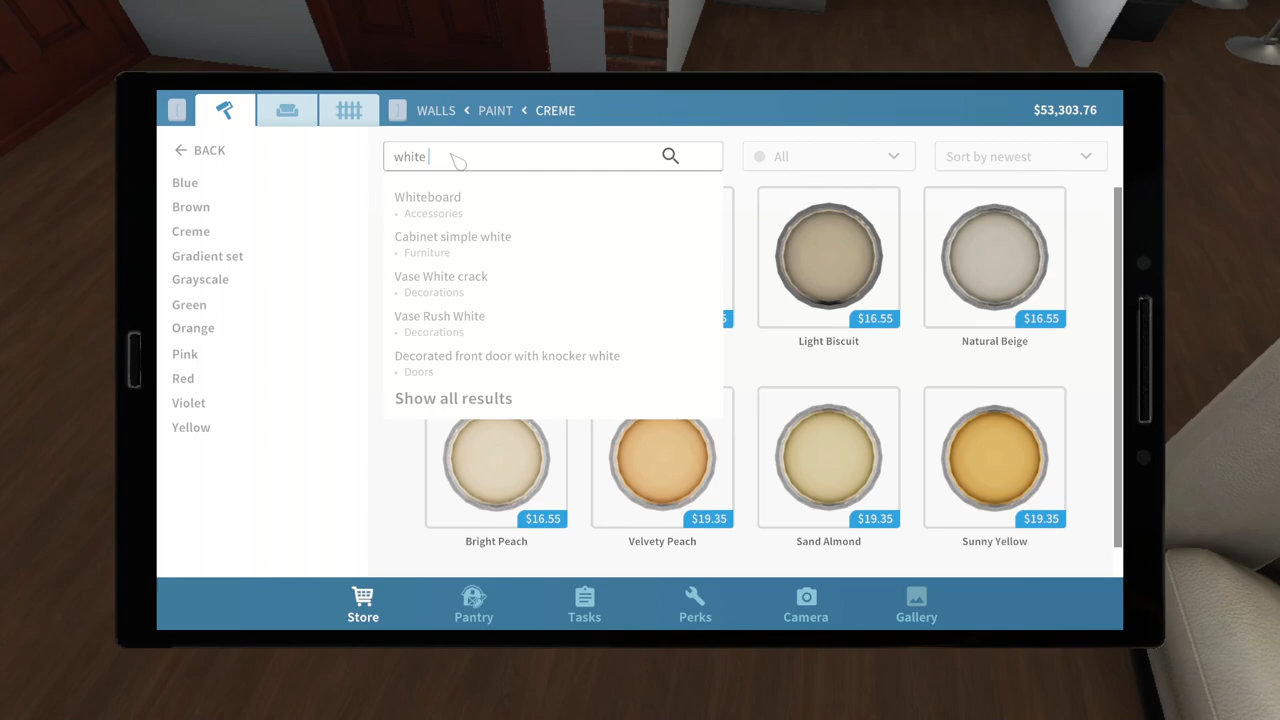 WALLS < PAINT < CREME
$53,303.76
BACK
Blue
Brown
Creme
Gradient set
Grayscale
Green
Orange
Pink
Red
Violet
Yellow
white
All
Sort by newest
Whiteboard
• Accessories
Cabinet simple white
• Furniture
Vase White crack
• Decorations
Vase Rush White
• Decorations
Decorated front door with knocker white
• Doors
Show all results
$16.55
Light Biscuit
$16.55
Natural Beige
$16.55
Bright Peach
$19.35
Velvety Peach
$19.35
Sand Almond
$19.35
Sunny Yellow
Store
Pantry
Tasks
Perks
Camera
Gallery